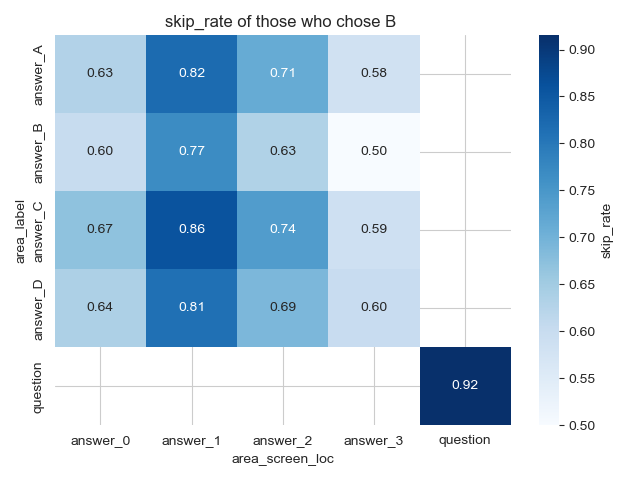 skip_rate of those who chose B
area_label
answer_A
0.63 0.82 0.71 0.58
answer_B
0.60 0.77 0.63 0.50
answer_C
0.67 0.86 0.74 0.59
answer_D
0.64 0.81 0.69 0.60
question
0.92
answer_0 answer_1 answer_2 answer_3 question
area_screen_loc
0.90
0.85
0.80
0.75
0.70
0.65
0.60
0.55
0.50
skip_rate